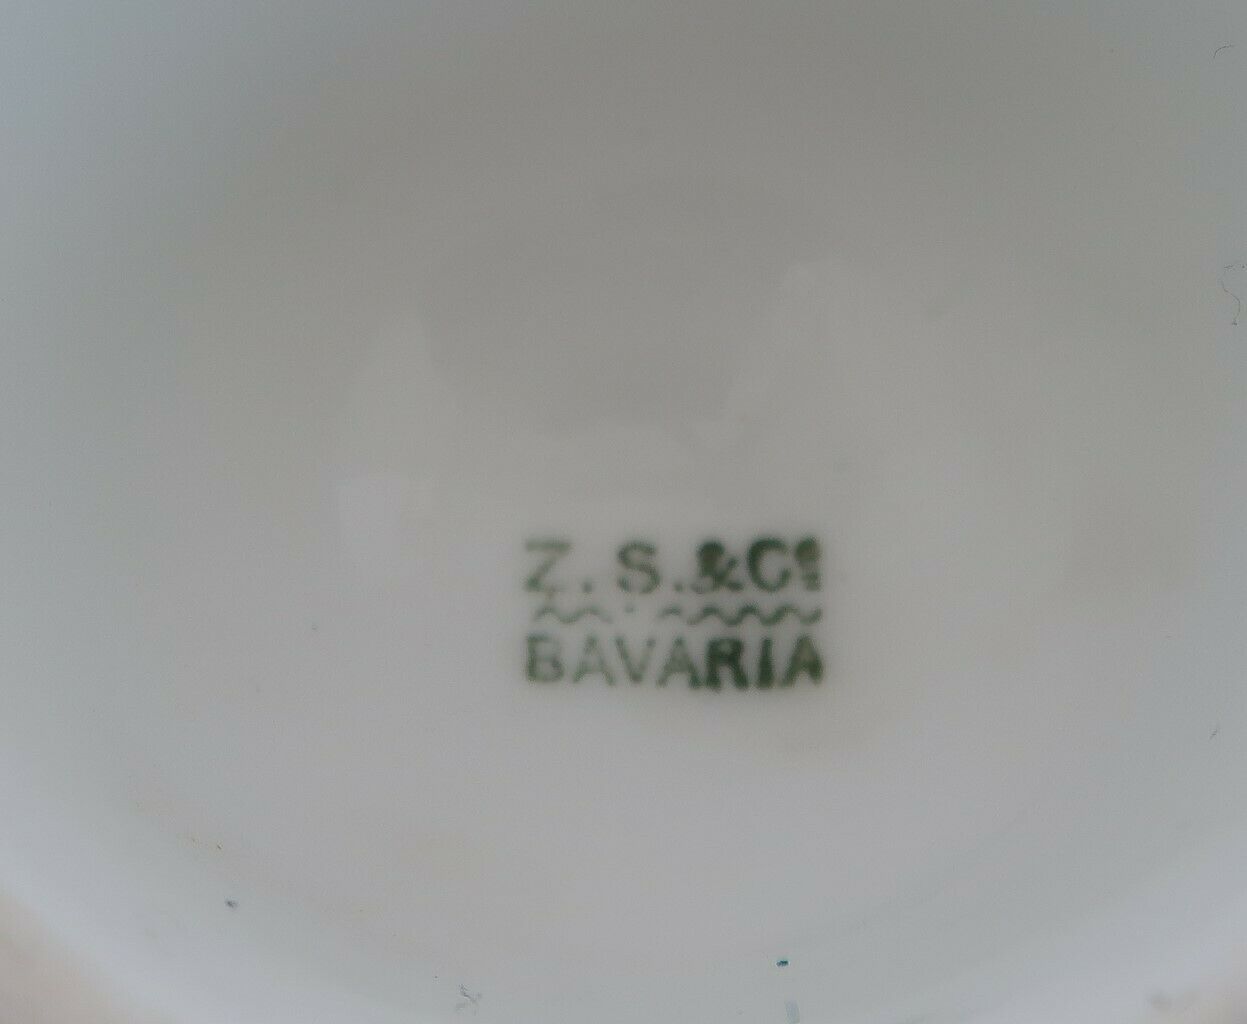 Z. S. & Cº
BAVARIA